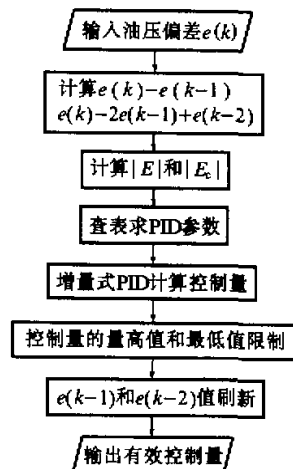 输入油压偏差e(k)
计算e(k)-e(k-1)
e(k)-2e(k-1)+e(k-2)
计算|E|和|Ec|
查表求PID参数
增量式PID计算控制量
控制量的量高值和最低值限制
e(k-1)和e(k-2)值刷新
输出有效控制量